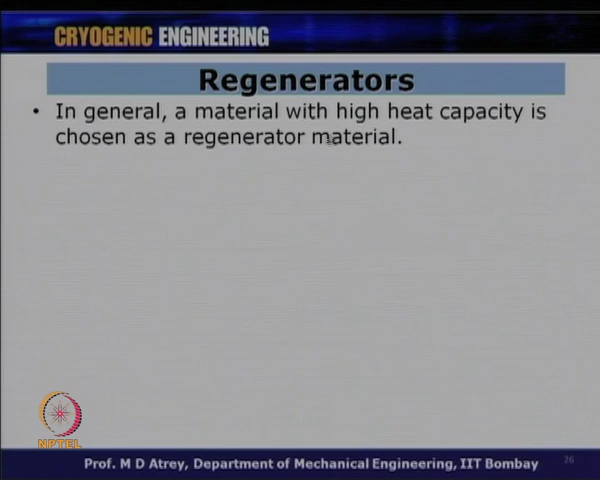 CRYOGENIC ENGINEERING
Regenerators
• In general, a material with high heat capacity is
chosen as a regenerator material.
NPTEL
Prof. M D Atrey, Department of Mechanical Engineering, IIT Bombay
26